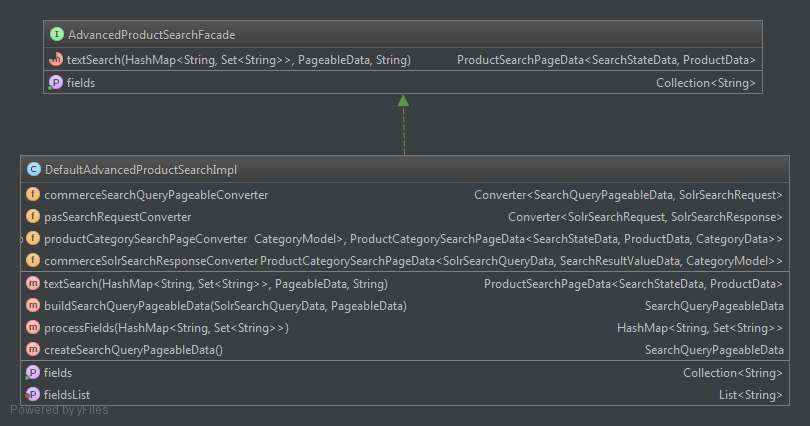 AdvancedProductSearchFacade
textSearch(HashMap<String, Set<String>>, PageableData, String) ProductSearchPageData<SearchStateData, ProductData>
fields Collection<String>
DefaultAdvancedProductSearchImpl
commerceSearchQueryPageableConverter Converter<SearchQueryPageableData, SolrSearchRequest>
pasSearchRequestConverter Converter<SolrSearchRequest, SolrSearchResponse>
productCategorySearchPageConverter CategoryModel>, ProductCategorySearchPageData<SearchStateData, ProductData, CategoryData>>
commerceSolrSearchResponseConverter ProductCategorySearchPageData<SolrSearchQueryData, SearchResultValueData, CategoryModel>>
textSearch(HashMap<String, Set<String>>, PageableData, String) ProductSearchPageData<SearchStateData, ProductData>
buildSearchQueryPageableData(SolrSearchQueryData, PageableData) SearchQueryPageableData
processFields(HashMap<String, Set<String>>) HashMap<String, Set<String>>
createSearchQueryPageableData() SearchQueryPageableData
fields Collection<String>
fieldsList List<String>
Powered by yFiles